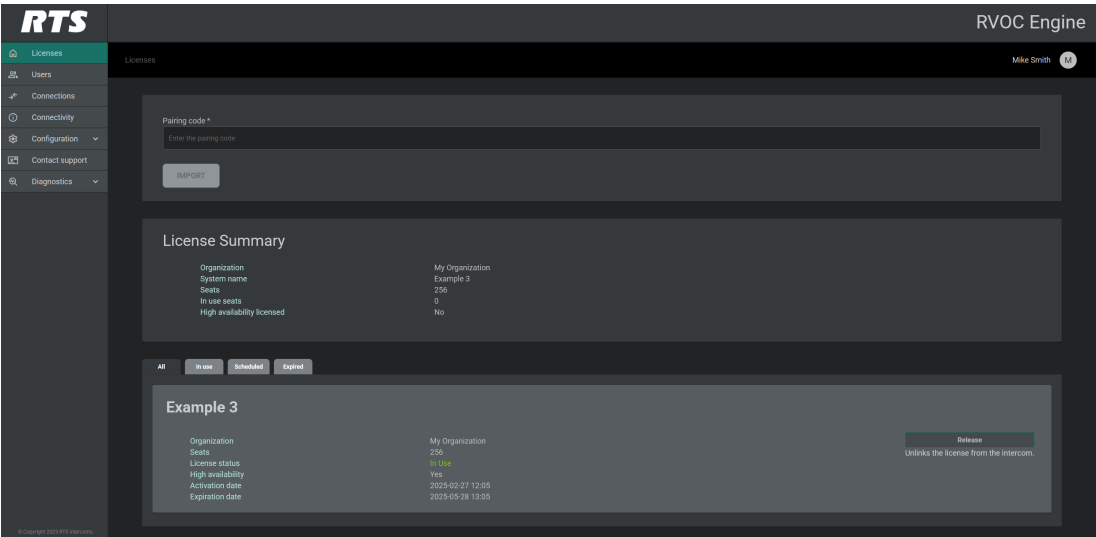 RTS
RVOC Engine
Licenses
Users
Connections
Connectivity
Configuration
Contact support
Diagnostics
© Copyright 2025 RTS Intercoms.
Licenses
Mike Smith M
Pairing code *
Enter the pairing code
IMPORT
License Summary
Organization My Organization
System name Example 3
Seats 256
In use seats 0
High availability licensed No
All In use Scheduled Expired
Example 3
Organization My Organization
Seats 256
License status In Use
High availability Yes
Activation date 2025-02-27 12:05
Expiration date 2025-05-28 13:05
Release
Unlinks the license from the intercom.